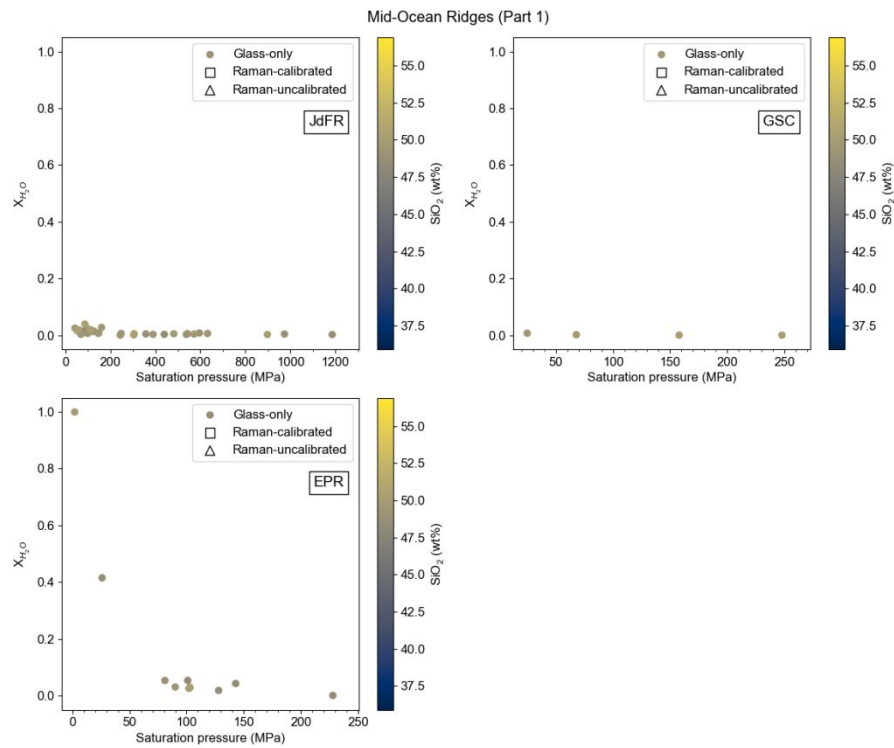 Mid-Ocean Ridges (Part 1)
1.0
0.8
0.6
0.4
0.2
0.0
X_{H_2O}
0 200 400 600 800 1000 1200
Saturation pressure (MPa)
Glass-only
Raman-calibrated
Raman-uncalibrated
JdFR
55.0
52.5
50.0
47.5
45.0
42.5
40.0
37.5
SiO₂ (wt%)
1.0
0.8
0.6
0.4
0.2
0.0
X_{H_2O}
0 50 100 150 200 250
Saturation pressure (MPa)
Glass-only
Raman-calibrated
Raman-uncalibrated
GSC
55.0
52.5
50.0
47.5
45.0
42.5
40.0
37.5
SiO₂ (wt%)
1.0
0.8
0.6
0.4
0.2
0.0
X_{H_2O}
0 50 100 150 200 250
Saturation pressure (MPa)
Glass-only
Raman-calibrated
Raman-uncalibrated
EPR
55.0
52.5
50.0
47.5
45.0
42.5
40.0
37.5
SiO₂ (wt%)